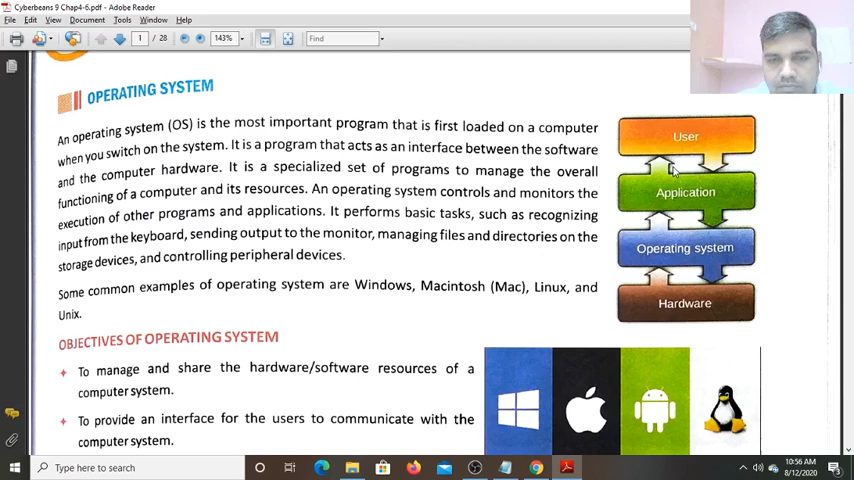 Cyberbeans 9 Chap4-6.pdf - Adobe Reader
File Edit View Document Tools Window Help
1 / 28 143% Find
OPERATING SYSTEM
An operating system (OS) is the most important program that is first loaded on a computer
when you switch on the system. It is a program that acts as an interface between the software
and the computer hardware. It is a specialized set of programs to manage the overall
functioning of a computer and its resources. An operating system controls and monitors the
execution of other programs and applications. It performs basic tasks, such as recognizing
input from the keyboard, sending output to the monitor, managing files and directories on the
storage devices, and controlling peripheral devices.
Some common examples of operating system are Windows, Macintosh (Mac), Linux, and
Unix.
User
Application
Operating system
Hardware
OBJECTIVES OF OPERATING SYSTEM
To manage and share the hardware/software resources of a
computer system.
To provide an interface for the users to communicate with the
computer system.
Type here to search
10:56 AM
8/12/2020